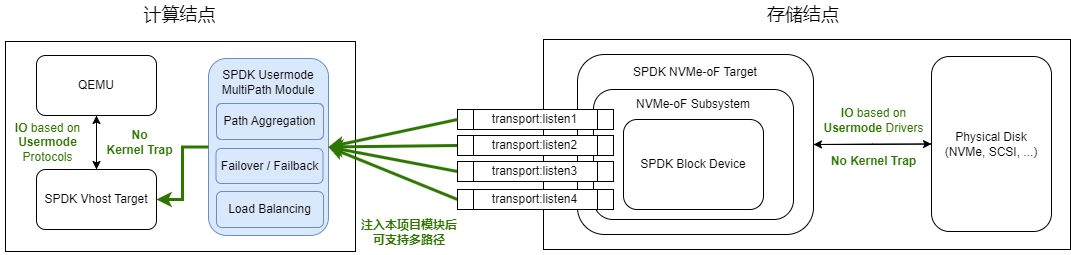 计算结点
存储结点
QEMU
IO based on
Usermode
Protocols
No
Kernel Trap
SPDK Vhost Target
SPDK Usermode
MultiPath Module
Path Aggregation
Failover / Failback
Load Balancing
注入本项目模块后
可支持多路径
transport:listen1
transport:listen2
transport:listen3
transport:listen4
SPDK NVMe-oF Target
NVMe-oF Subsystem
SPDK Block Device
IO based on
Usermode Drivers
No Kernel Trap
Physical Disk
(NVMe, SCSI, ...)